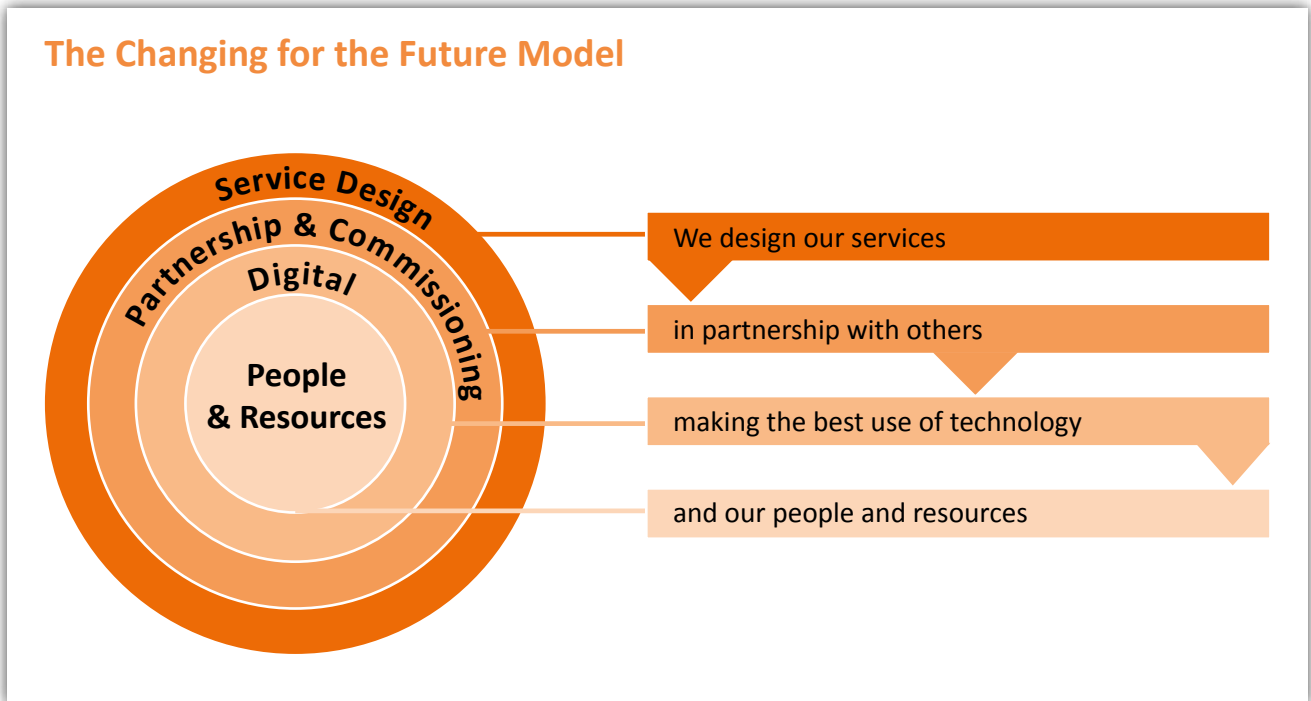 The Changing for the Future Model
Service Design
Partnership & Commissioning
Digital
People
& Resources
We design our services
in partnership with others
making the best use of technology
and our people and resources